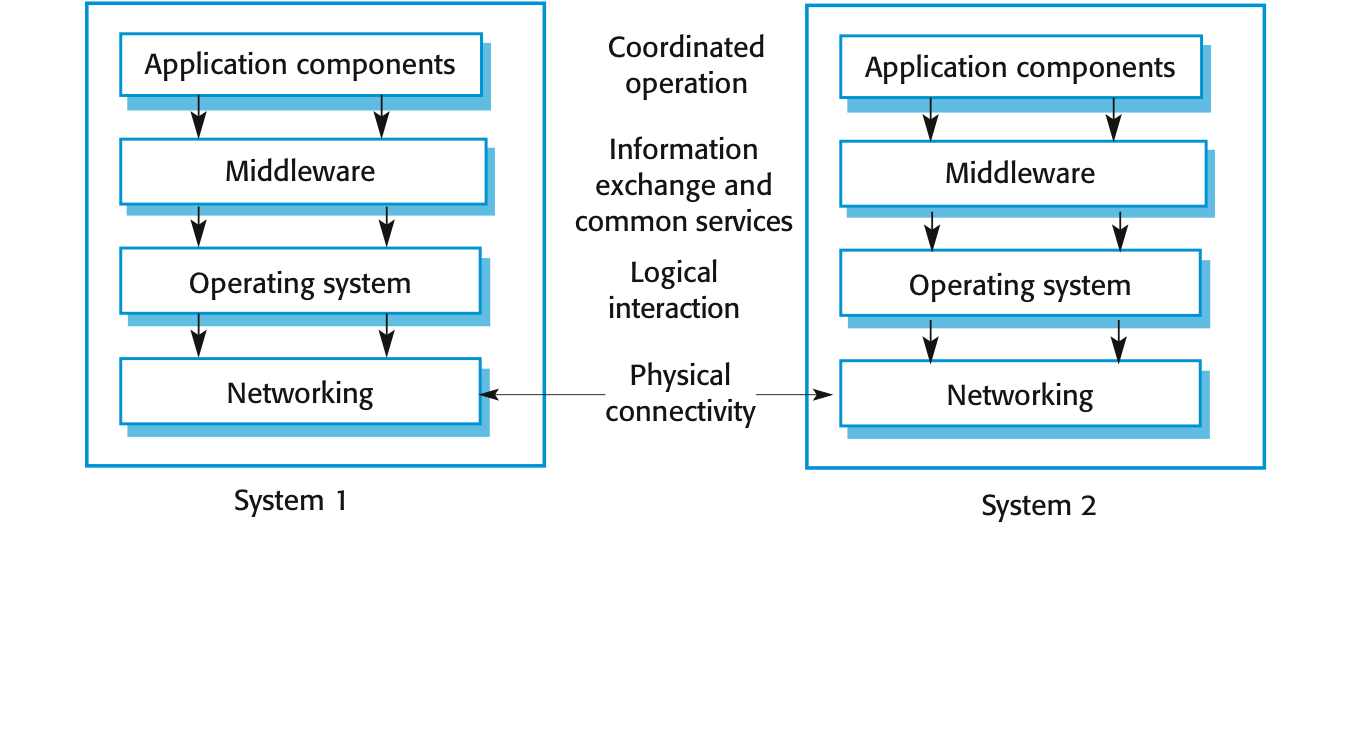 Application components
Middleware
Operating system
Networking
System 1
Coordinated
operation
Information
exchange and
common services
Logical
interaction
Physical
connectivity
Application components
Middleware
Operating system
Networking
System 2